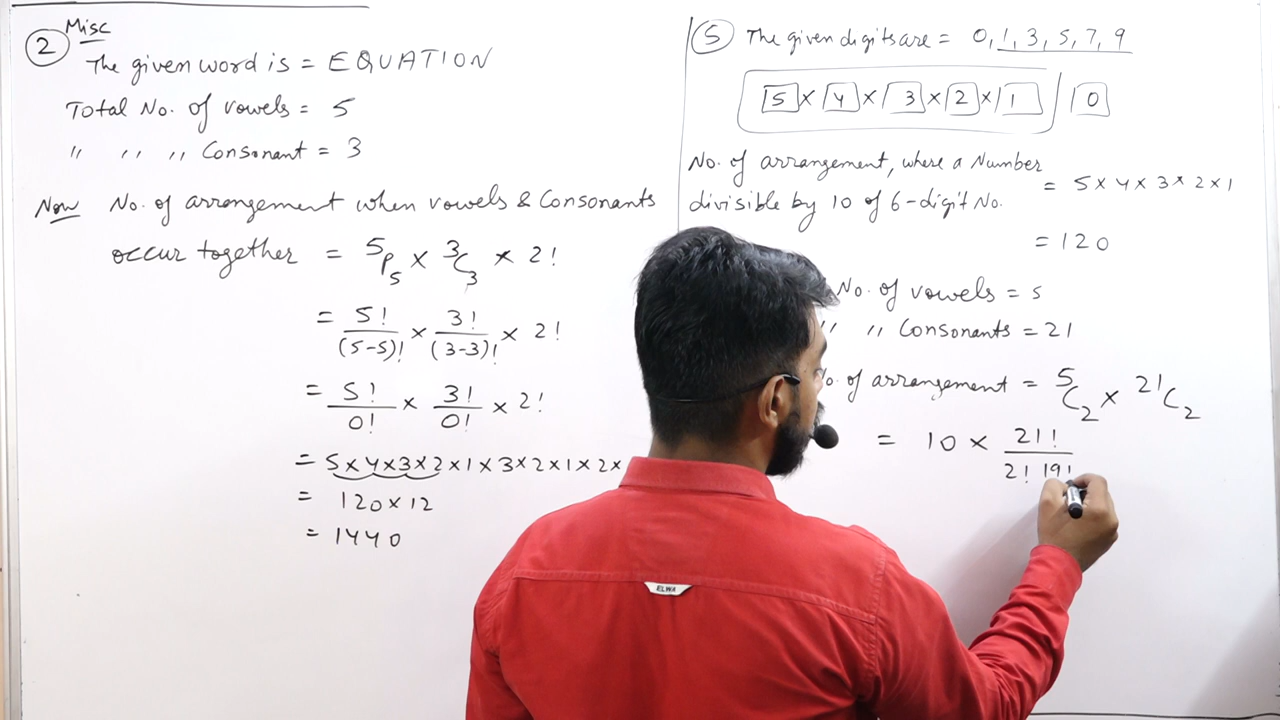 Misc
② The given word is = EQUATION
Total No. of vowels = 5
" " " Consonant = 3
Now No. of arrangement when vowels & Consonants
occur together = ⁵P₅ × ³C₃ × 2!
= 5!/(5-5)! × 3!/(3-3)! × 2!
= 5!/0! × 3!/0! × 2!
= 5×4×3×2×1×3×2×1×2×
= 120×12
= 1440
⑤ The given digits are = 0, 1, 3, 5, 7, 9
5 × 4 × 3 × 2 × 1 0
No. of arrangement, where a Number
divisible by 10 of 6-digit No. = 5×4×3×2×1
= 120
No. of vowels = 5
" " Consonants = 21
of arrangement = ⁵C₂ × ²¹C₂
= 10 × 21!/2! 19!
ELWA